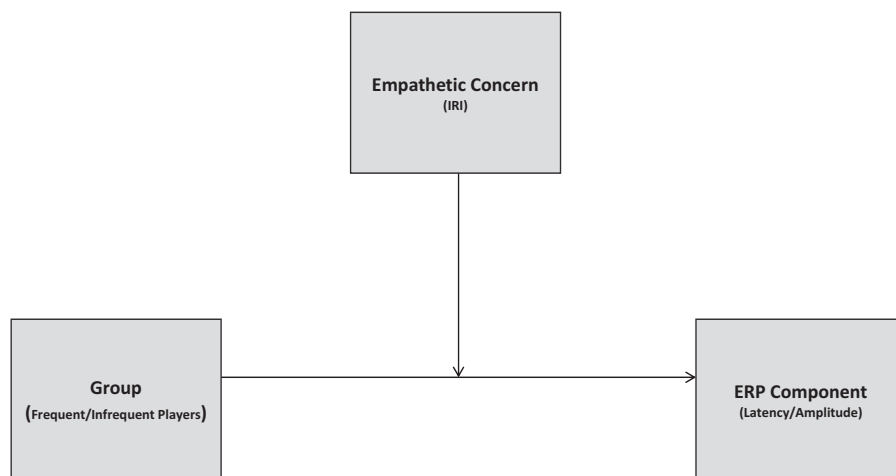 Empathetic Concern
(IRI)
Group
(Frequent/Infrequent Players)
ERP Component
(Latency/Amplitude)